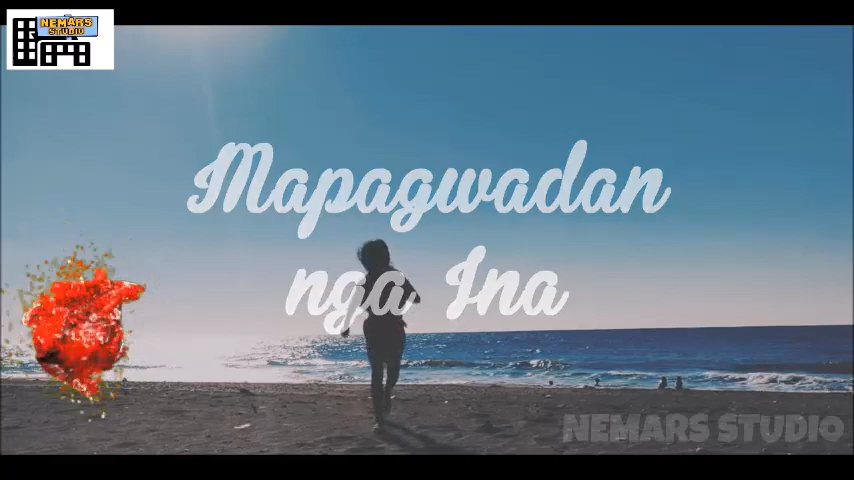 NEMARS
STUDIO
Mapagwadan
nga Ina
NEMARS STUDIO